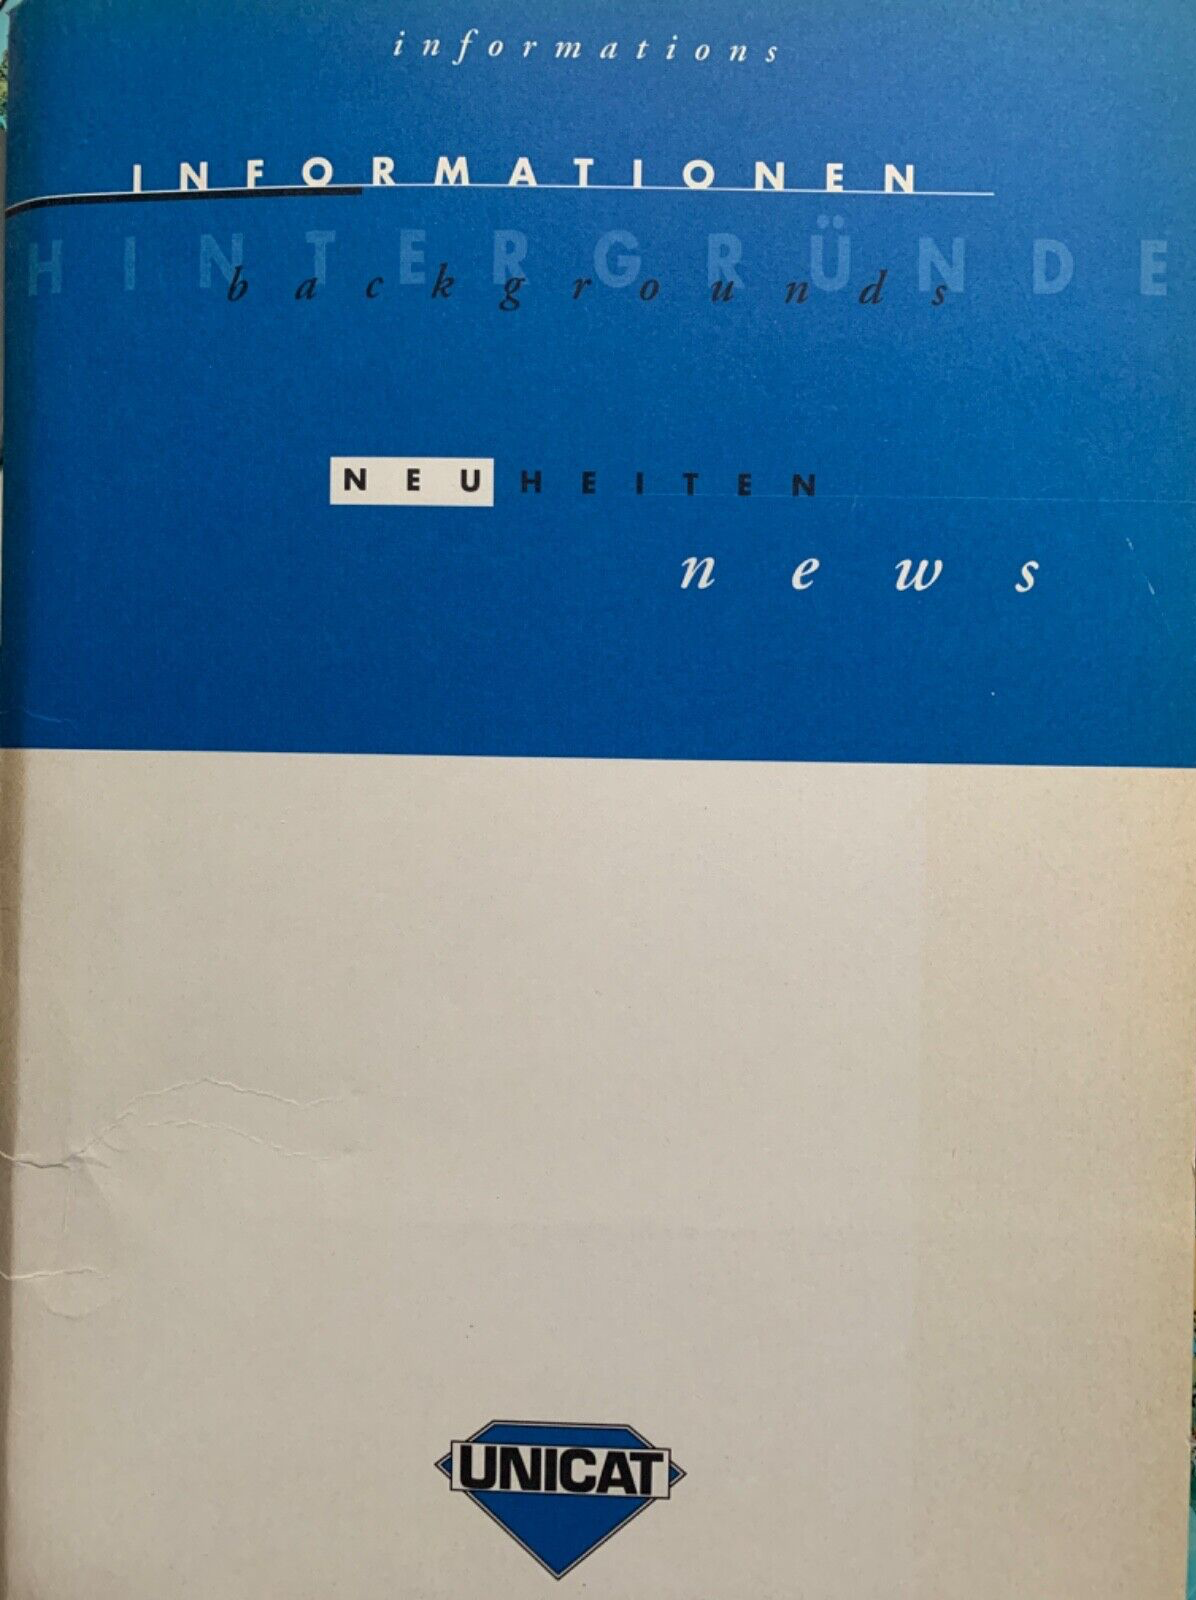 informations
INFORMATIONEN
HINTERGRÜNDE
backgrounds
NEUHEITEN
news
UNICAT